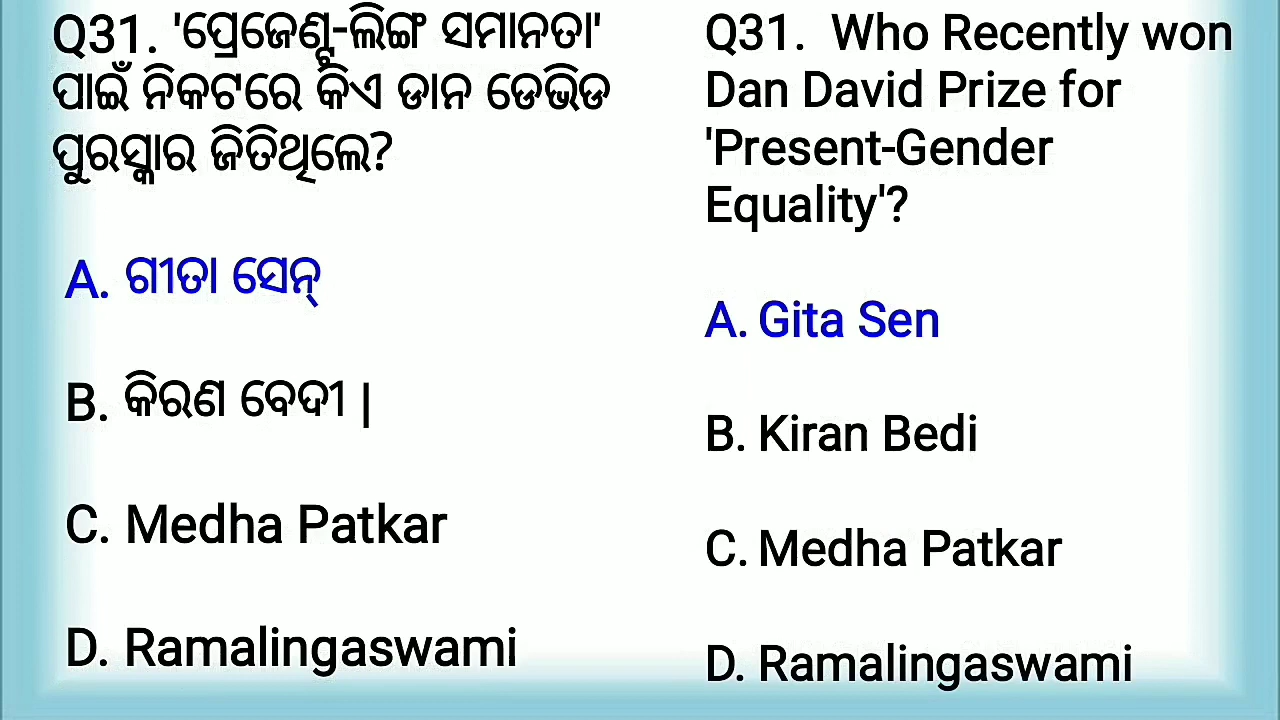 Q31. 'ପ୍ରେଜେଣ୍ଟ-ଲିଙ୍ଗ ସମାନତା'
ପାଇଁ ନିକଟରେ କିଏ ଡାନ ଡେଭିଡ
ପୁରସ୍କାର ଜିତିଥିଲେ?
A. ଗୀତା ସେନ୍
B. କିରଣ ବେଦୀ |
C. Medha Patkar
D. Ramalingaswami
Q31. Who Recently won
Dan David Prize for
'Present-Gender
Equality'?
A. Gita Sen
B. Kiran Bedi
C. Medha Patkar
D. Ramalingaswami